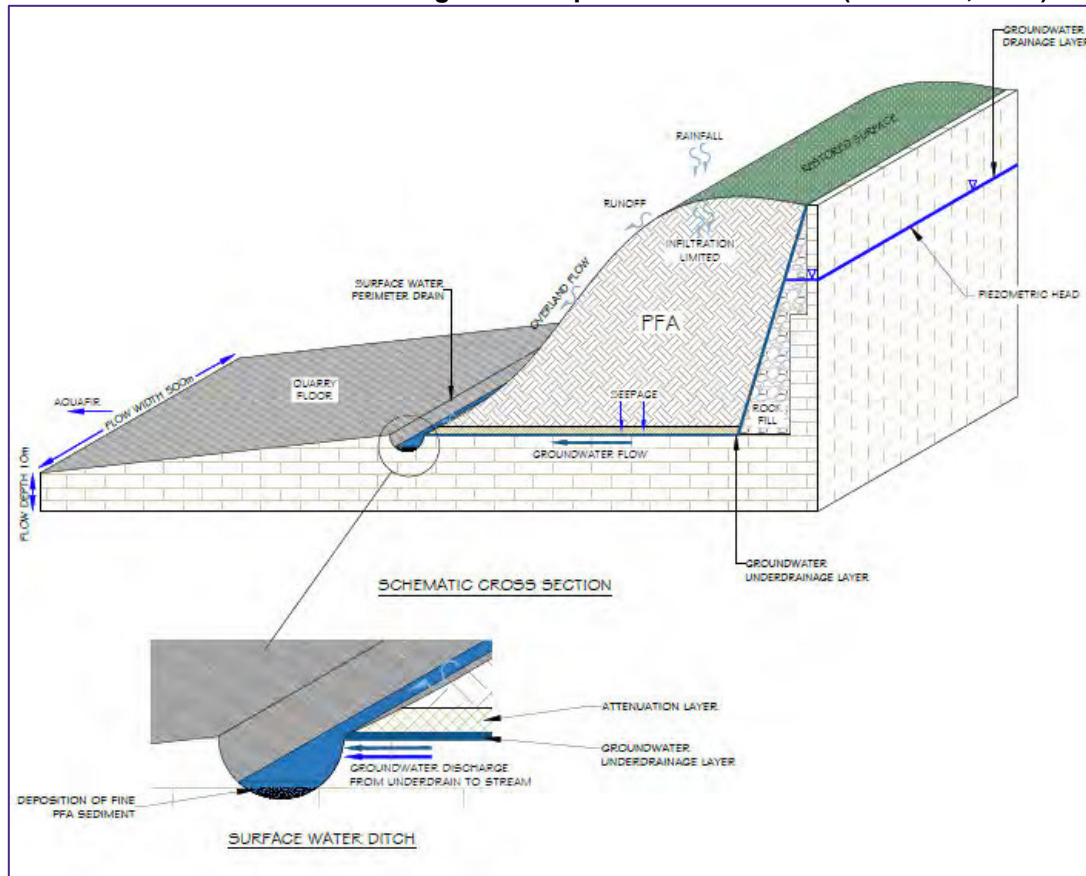 GROUNDWATER
DRAINAGE LAYER
RAINFALL
RESTORED SURFACE
RUNOFF
INFILTRATION
LIMITED
SURFACE WATER
PERIMETER DRAIN
OVERLAND FLOW
PIEZOMETRIC HEAD
PFA
FLOW WIDTH 500m
QUARRY
FLOOR
AQUAFIR
SEEPAGE
ROCK
FILL
GROUNDWATER FLOW
FLOW DEPTH 10m
GROUNDWATER
UNDERDRAINAGE LAYER
SCHEMATIC CROSS SECTION
ATTENUATION LAYER
GROUNDWATER
UNDERDRAINAGE LAYER
GROUNDWATER DISCHARGE
FROM UNDERDRAIN TO STREAM
DEPOSITION OF FINE
PFA SEDIMENT
SURFACE WATER DITCH